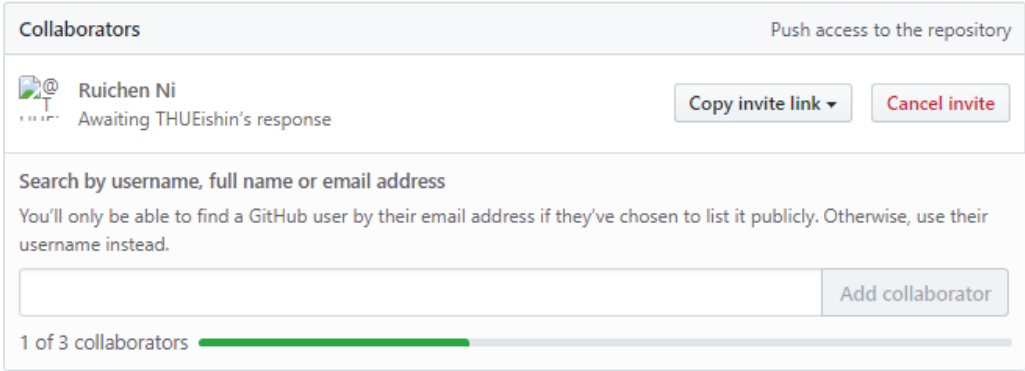 Collaborators
Push access to the repository
@
T
Ruichen Ni
Awaiting THUEishin's response
Copy invite link
Cancel invite
Search by username, full name or email address
You'll only be able to find a GitHub user by their email address if they've chosen to list it publicly. Otherwise, use their
username instead.
Add collaborator
1 of 3 collaborators